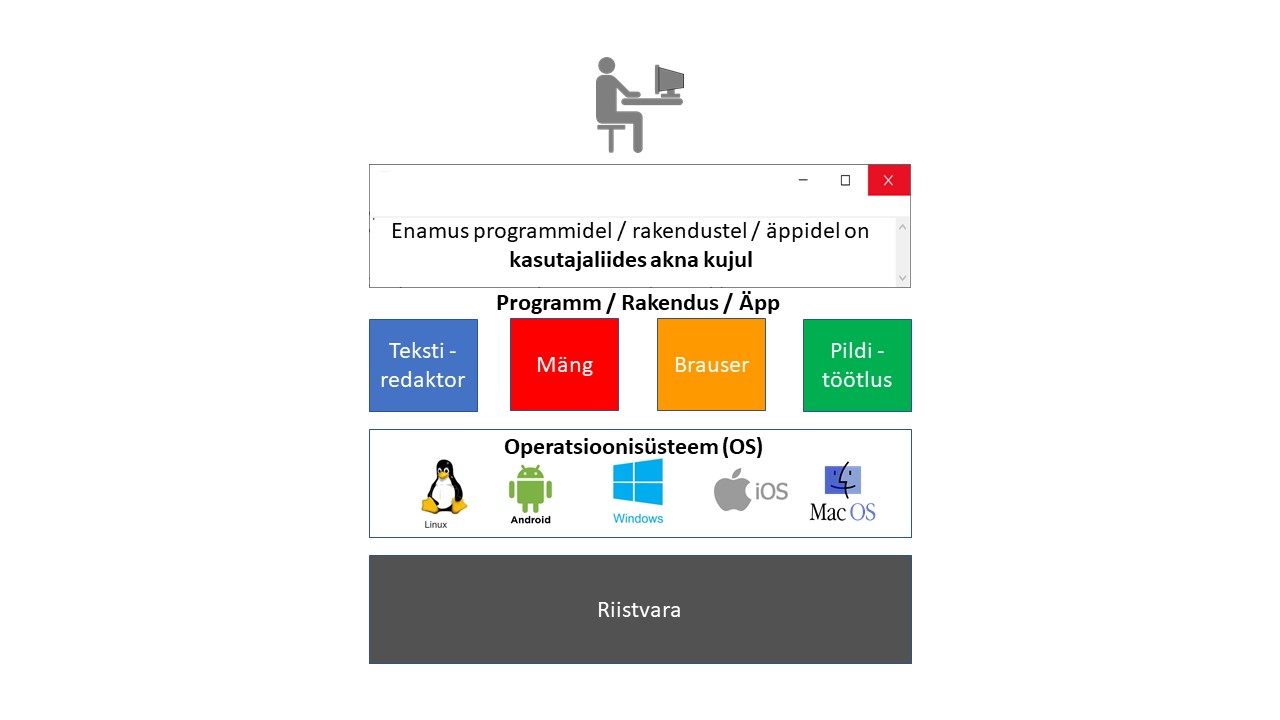 Enamus programmidel / rakendustel / äppidel on
kasutajaliides akna kujul
Programm / Rakendus / Äpp
Teksti -
redaktor
Mäng
Brauser
Pildi -
töötlus
Operatsioonisüsteem (OS)
Linux
Android
Windows
iOS
Mac OS
Riistvara